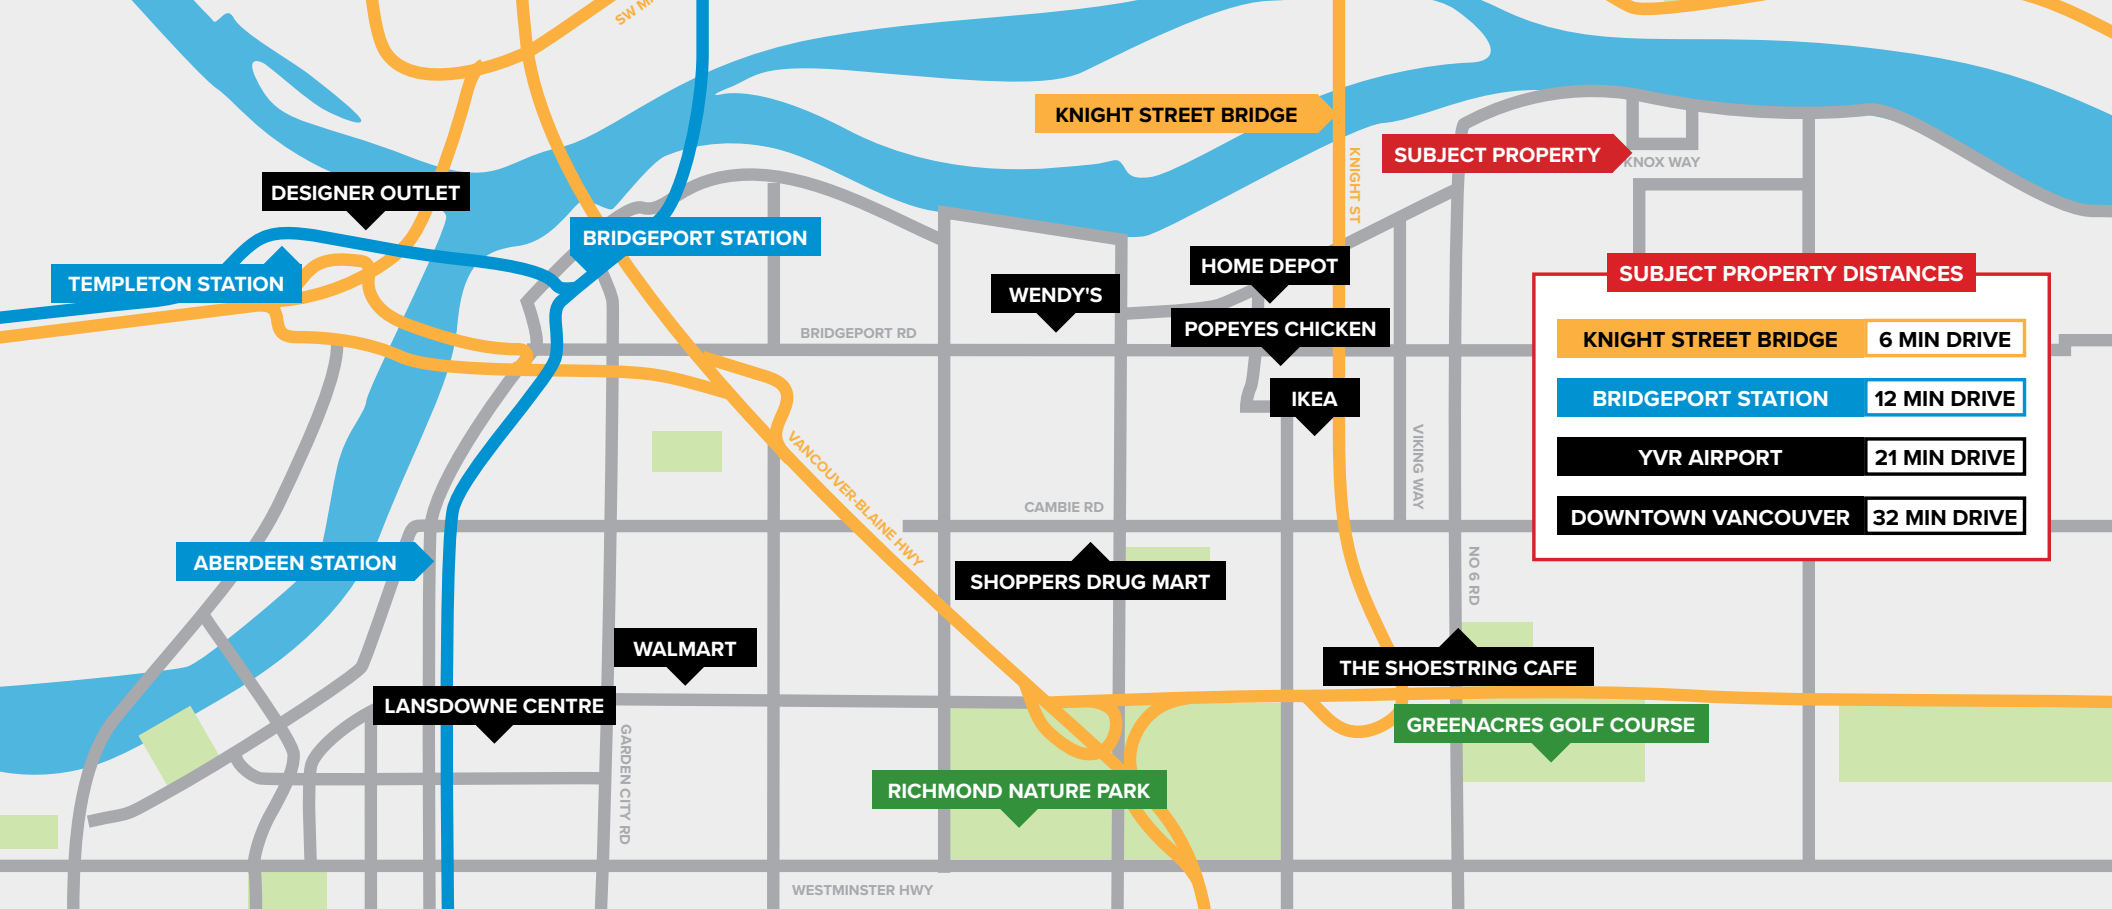 SW M
KNIGHT STREET BRIDGE
KNIGHT ST
SUBJECT PROPERTY
KNOX WAY
DESIGNER OUTLET
BRIDGEPORT STATION
TEMPLETON STATION
HOME DEPOT
WENDY'S
POPEYES CHICKEN
BRIDGEPORT RD
IKEA
SUBJECT PROPERTY DISTANCES
KNIGHT STREET BRIDGE 6 MIN DRIVE
BRIDGEPORT STATION 12 MIN DRIVE
YVR AIRPORT 21 MIN DRIVE
DOWNTOWN VANCOUVER 32 MIN DRIVE
VANCOUVER-BLAINE HWY
VIKING WAY
CAMBIE RD
ABERDEEN STATION
SHOPPERS DRUG MART
NO 6 RD
WALMART
THE SHOESTRING CAFE
LANSDOWNE CENTRE
GREENACRES GOLF COURSE
GARDEN CITY RD
RICHMOND NATURE PARK
WESTMINSTER HWY